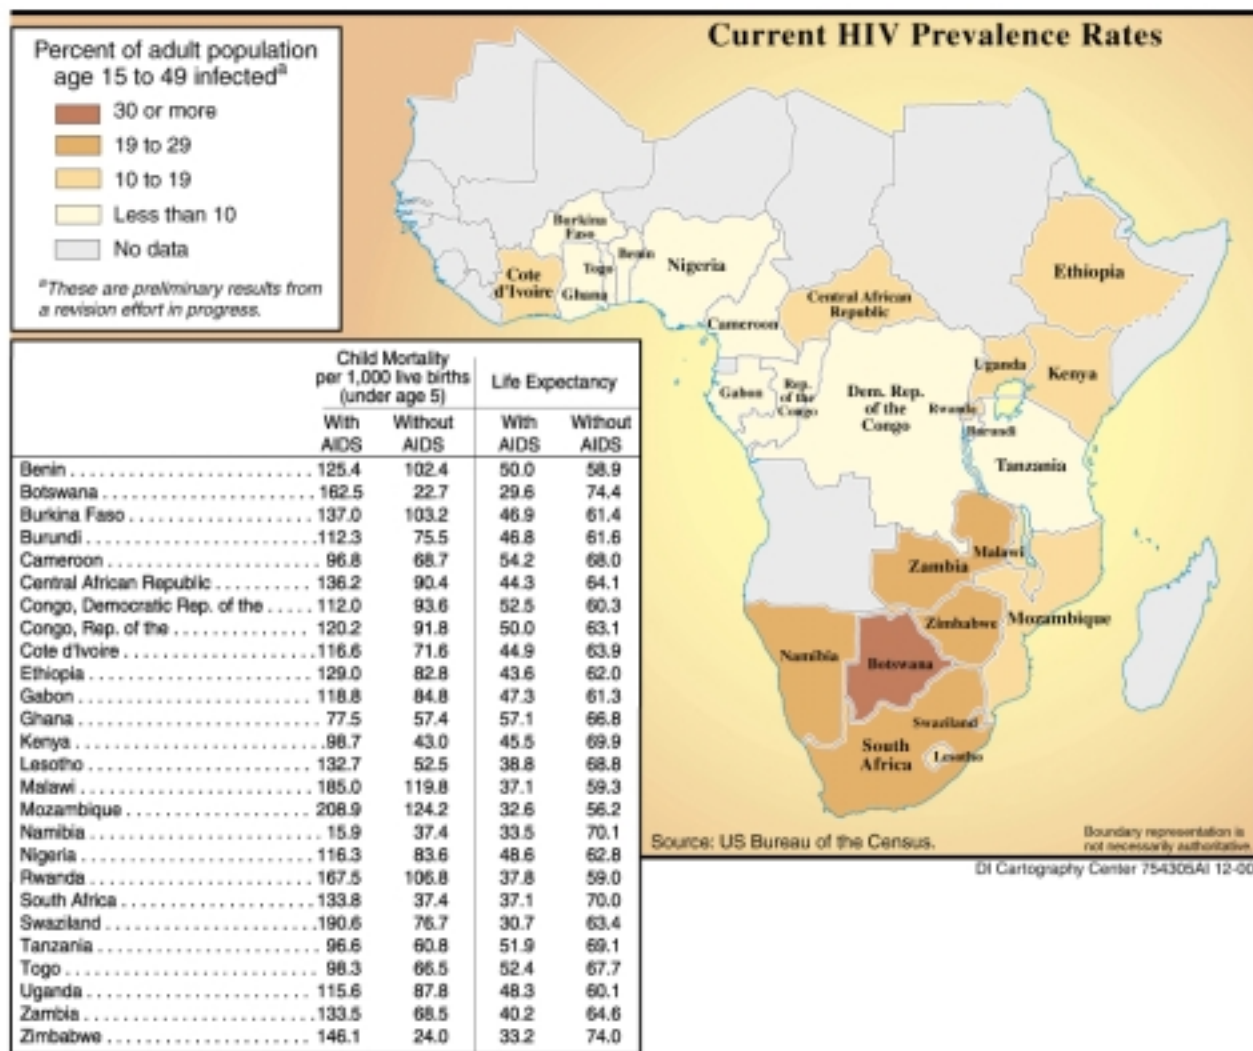 Current HIV Prevalence Rates
Percent of adult population
age 15 to 49 infectedᵃ
30 or more
19 to 29
10 to 19
Less than 10
No data
ᵃThese are preliminary results from
a revision effort in progress.
Burkina
Faso
Benin
Togo
Nigeria
Cote
d'Ivoire
Ghana
Cameroon
Central African
Republic
Ethiopia
Uganda
Kenya
Gabon
Rep.
of the
Congo
Dem. Rep.
of the
Congo
Rwanda
Burundi
Tanzania
Malawi
Zambia
Zimbabwe
Mozambique
Namibia
Botswana
Swaziland
South
Africa
Lesotho
Child Mortality
per 1,000 live births
(under age 5)
Life Expectancy
With AIDS Without AIDS With AIDS Without AIDS
Benin 125.4 102.4 50.0 58.9
Botswana 162.5 22.7 29.6 74.4
Burkina Faso 137.0 103.2 46.9 61.4
Burundi 112.3 75.5 46.8 61.6
Cameroon 96.8 68.7 54.2 68.0
Central African Republic 136.2 90.4 44.3 64.1
Congo, Democratic Rep. of the 112.0 93.6 52.5 60.3
Congo, Rep. of the 120.2 91.8 50.0 63.1
Cote d'Ivoire 116.6 71.6 44.9 63.9
Ethiopia 129.0 82.8 43.6 62.0
Gabon 118.8 84.8 47.3 61.3
Ghana 77.5 57.4 57.1 66.8
Kenya 98.7 43.0 45.5 69.9
Lesotho 132.7 52.5 38.8 68.8
Malawi 185.0 119.8 37.1 59.3
Mozambique 208.9 124.2 32.6 56.2
Namibia 15.9 37.4 33.5 70.1
Nigeria 116.3 83.6 48.6 62.8
Rwanda 167.5 106.8 37.8 59.0
South Africa 133.8 37.4 37.1 70.0
Swaziland 190.6 76.7 30.7 63.4
Tanzania 96.6 60.8 51.9 69.1
Togo 98.3 66.5 52.4 67.7
Uganda 115.6 87.8 48.3 60.1
Zambia 133.5 68.5 40.2 64.6
Zimbabwe 146.1 24.0 33.2 74.0
Source: US Bureau of the Census.
Boundary representation is
not necessarily authoritative.
DI Cartography Center 754305AI 12-00